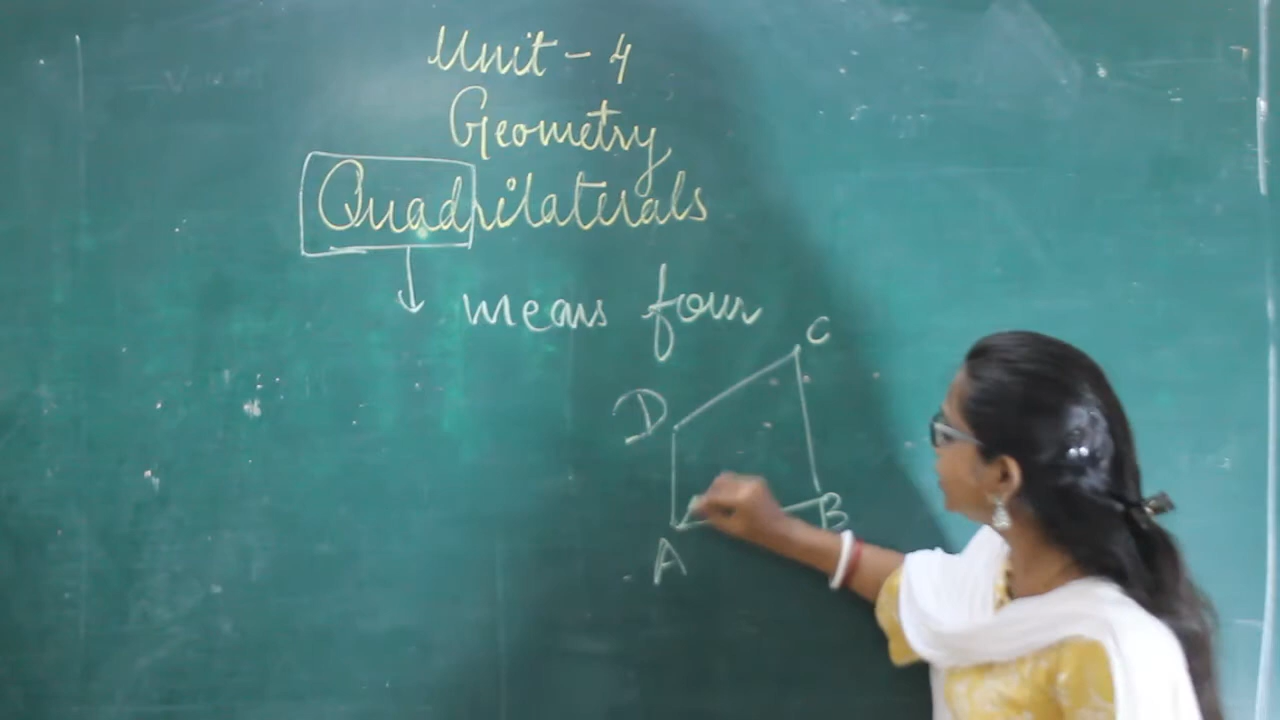 Unit - 4
Geometry
Quadrilaterals
means four
C
D
B
A